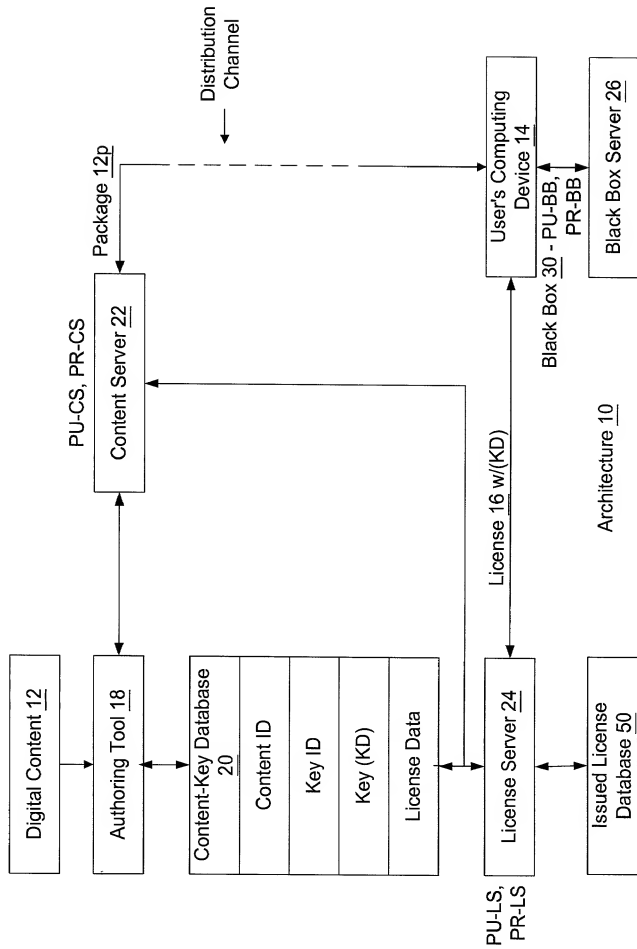 Digital Content 12
Authoring Tool 18
Content-Key Database
20
Content ID
Key ID
Key (KD)
License Data
PU-LS,
PR-LS
License Server 24
Issued License
Database 50
PU-CS, PR-CS
Content Server 22
Package 12p
Distribution
Channel
License 16 w/(KD)
User's Computing
Device 14
Black Box 30 - PU-BB,
PR-BB
Black Box Server 26
Architecture 10